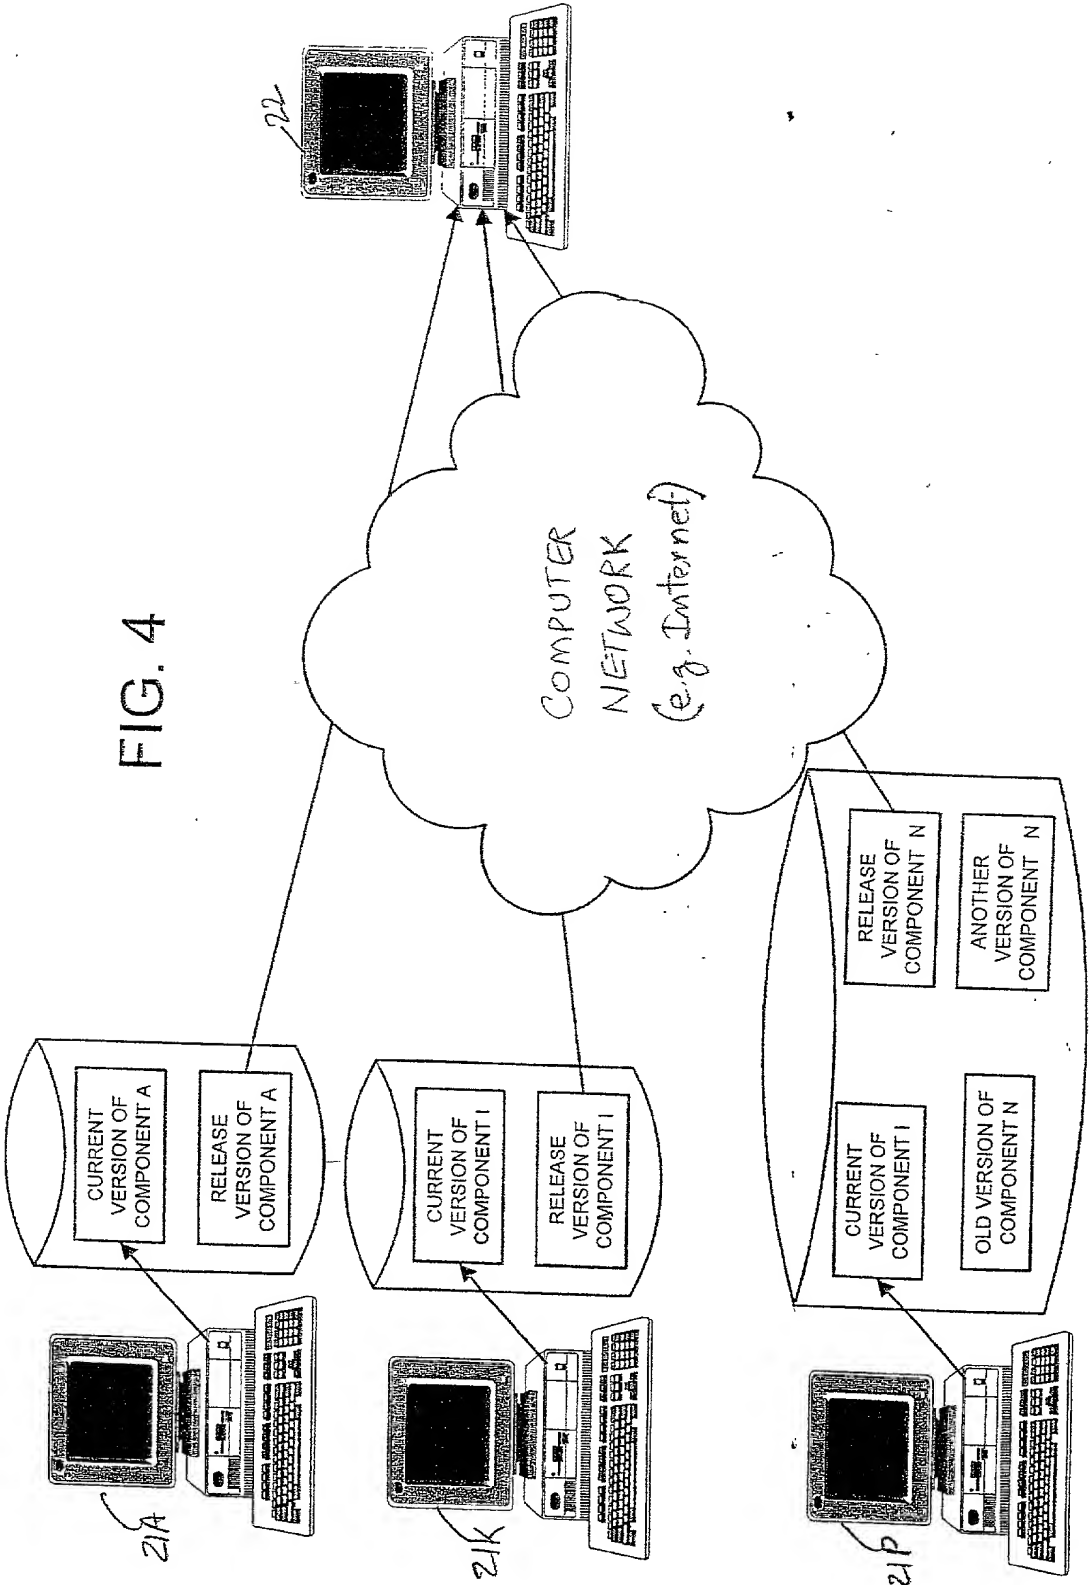 FIG. 4
21A
CURRENT
VERSION OF
COMPONENT A
RELEASE
VERSION OF
COMPONENT A
21K
CURRENT
VERSION OF
COMPONENT I
RELEASE
VERSION OF
COMPONENT I
21P
CURRENT
VERSION OF
COMPONENT I
OLD VERSION OF
COMPONENT N
RELEASE
VERSION OF
COMPONENT N
ANOTHER
VERSION OF
COMPONENT N
COMPUTER
NETWORK
(e.g. Internet)
22